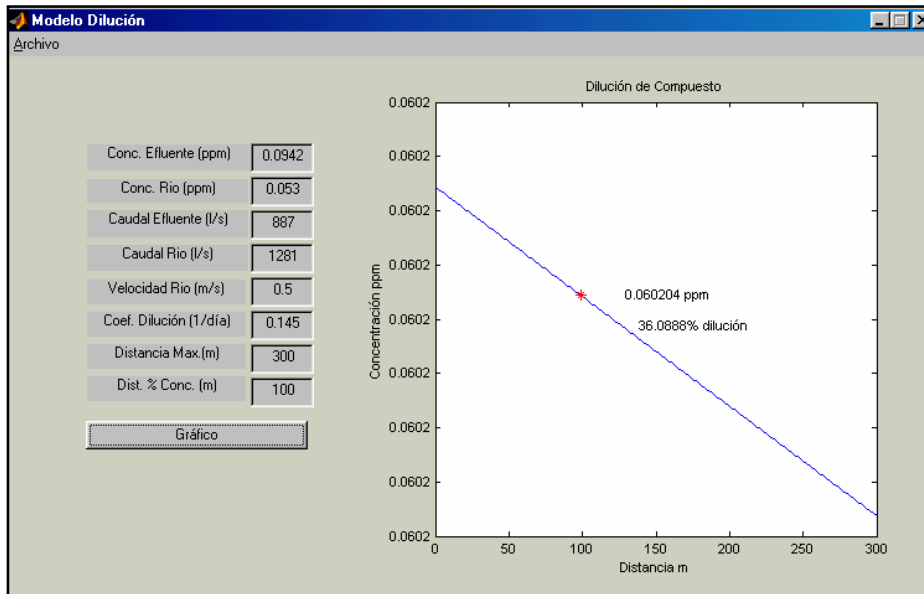 Modelo Dilución
Archivo
Conc. Efluente (ppm) 0.0942
Conc. Rio (ppm) 0.053
Caudal Efluente (l/s) 887
Caudal Rio (l/s) 1281
Velocidad Rio (m/s) 0.5
Coef. Dilución (1/día) 0.145
Distancia Max.(m) 300
Dist. % Conc. (m) 100
Gráfico
Dilución de Compuesto
Concentración ppm
0.0602
0.0602
0.0602
0.0602
0.0602
0.0602
0.0602
0.0602
0.0602
0.060204 ppm
36.0888% dilución
0 50 100 150 200 250 300
Distancia m